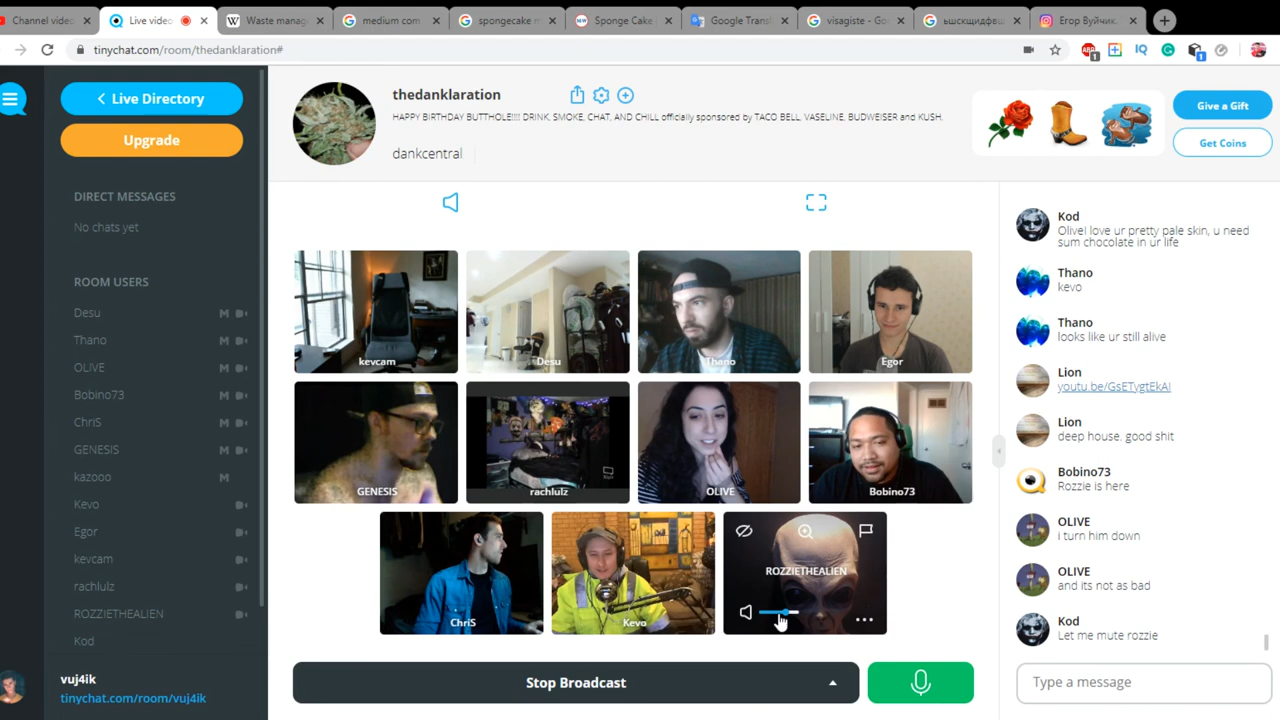 Channel video
Live video
Waste manag
medium com
spongecake m
Sponge Cake
Google Trans
visagiste - Go
ьшсқщидфвы
Егор Вуйчик.
tinychat.com/room/thedanklaration#
Live Directory
Upgrade
DIRECT MESSAGES
No chats yet
ROOM USERS
Desu M
Thano M
OLIVE M
Bobino73 M
ChriS M
GENESIS M
kazooo M
Kevo
Egor
kevcam
rachlulz
ROZZIETHEALIEN
Kod
vuj4ik
tinychat.com/room/vuj4ik
thedanklaration
HAPPY BIRTHDAY BUTTHOLE!!!! DRINK, SMOKE, CHAT, AND CHILL officially sponsored by TACO BELL, VASELINE, BUDWEISER and KUSH.
dankcentral
Give a Gift
Get Coins
kevcam
Desu
Thano
Egor
GENESIS
rachlulz
OLIVE
Bobino73
ChriS
Kevo
ROZZIETHEALIEN
Stop Broadcast
Kod
Olive! love ur pretty pale skin, u need
sum chocolate in ur life
Thano
kevo
Thano
looks like ur still alive
Lion
youtu.be/GsETygtEkAI
Lion
deep house. good shit
Bobino73
Rozzie is here
OLIVE
i turn him down
OLIVE
and its not as bad
Kod
Let me mute rozzie
Type a message